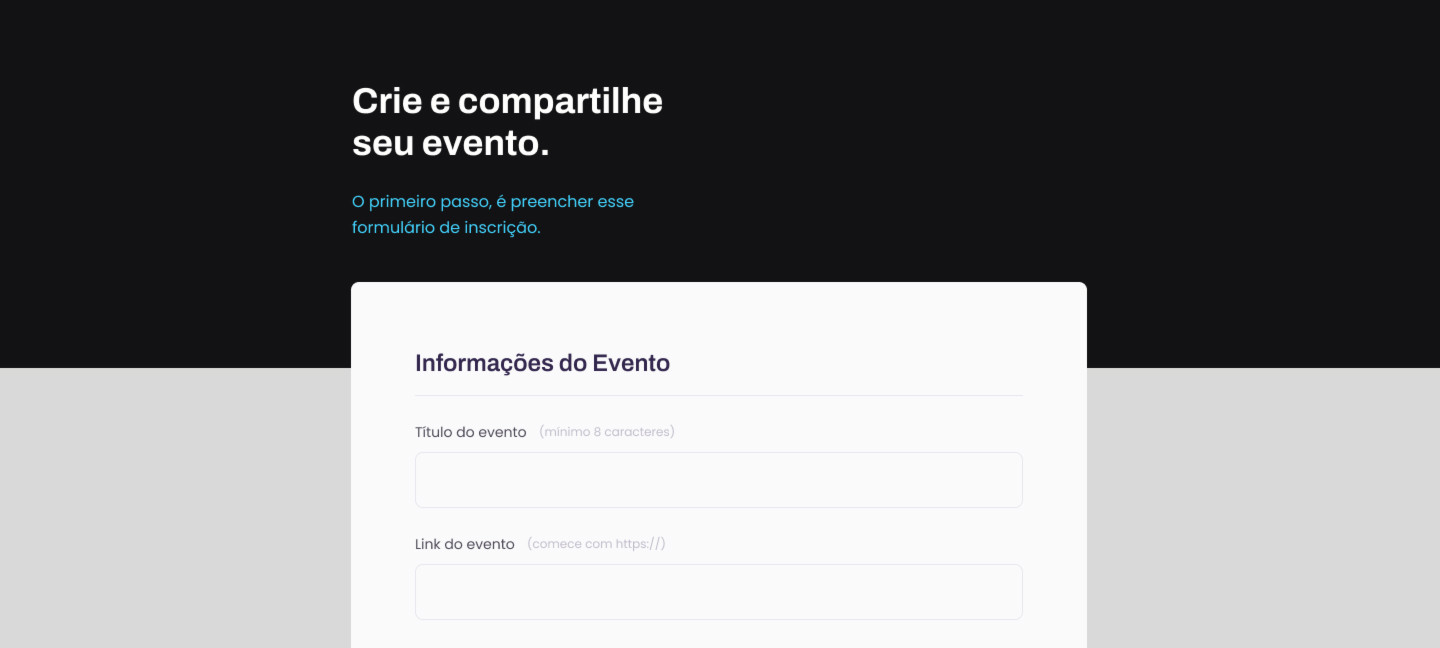 Crie e compartilhe
seu evento.
O primeiro passo, é preencher esse
formulário de inscrição.
Informações do Evento
Título do evento (mínimo 8 caracteres)
Link do evento (comece com https://)